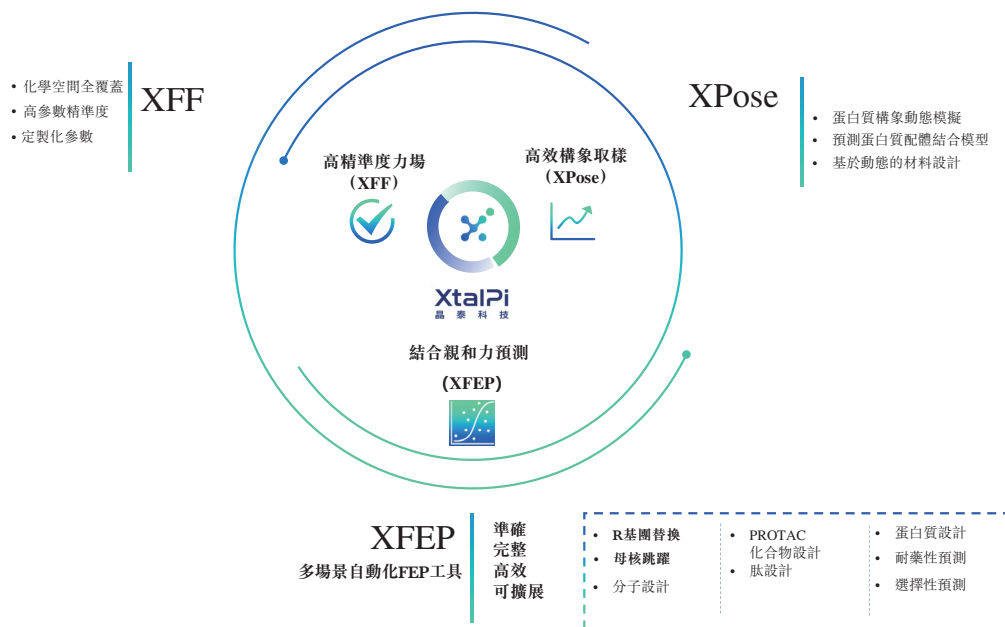 XFF
• 化學空間全覆蓋
• 高參數精準度
• 定製化參數
XPose
• 蛋白質構象動態模擬
• 預測蛋白質配體結合模型
• 基於動態的材料設計
高精準度力場
(XFF)
高效構象取樣
(XPose)
XtalPi
晶泰科技
結合親和力預測
(XFEP)
XFEP
多場景自動化FEP工具
準確
完整
高效
可擴展
• R基團替換
• 母核跳躍
• 分子設計
• PROTAC
化合物設計
• 肽設計
• 蛋白質設計
• 耐藥性預測
• 選擇性預測